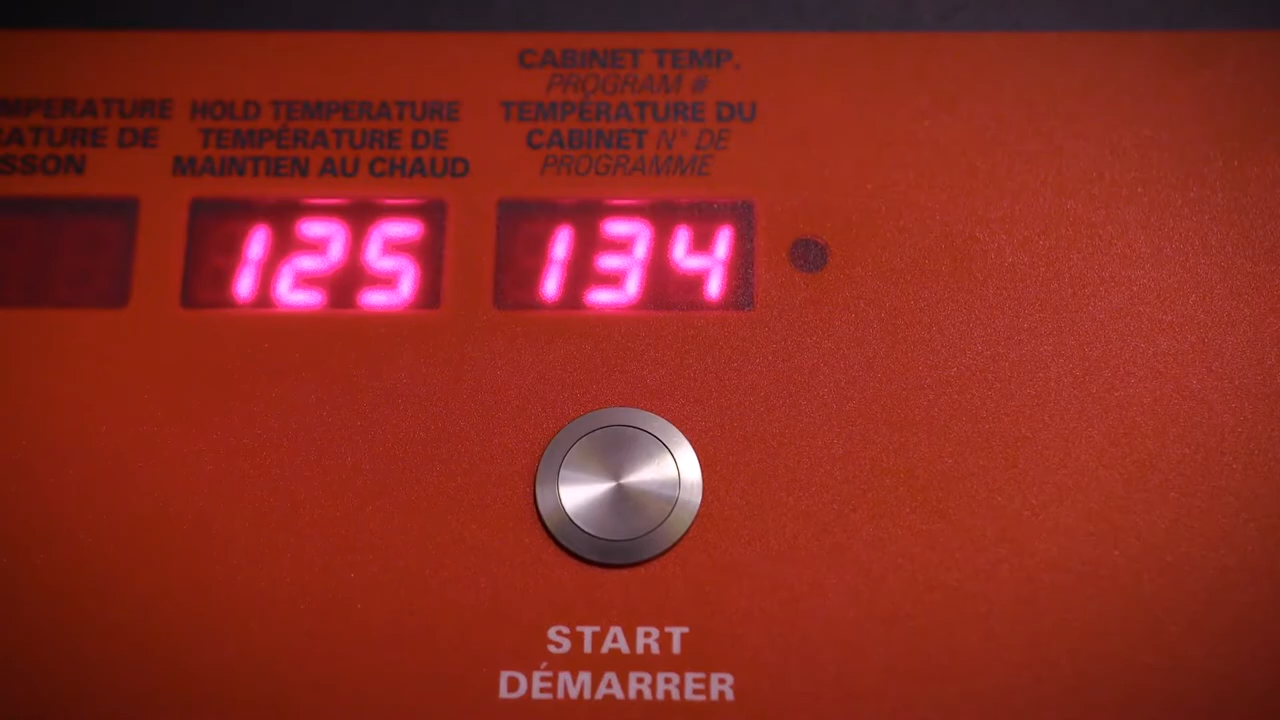 MPERATURE
RATURE DE
SSON
HOLD TEMPERATURE
TEMPÉRATURE DE
MAINTIEN AU CHAUD
CABINET TEMP.
PROGRAM #
TEMPÉRATURE DU
CABINET N° DE
PROGRAMME
125
134
START
DÉMARRER